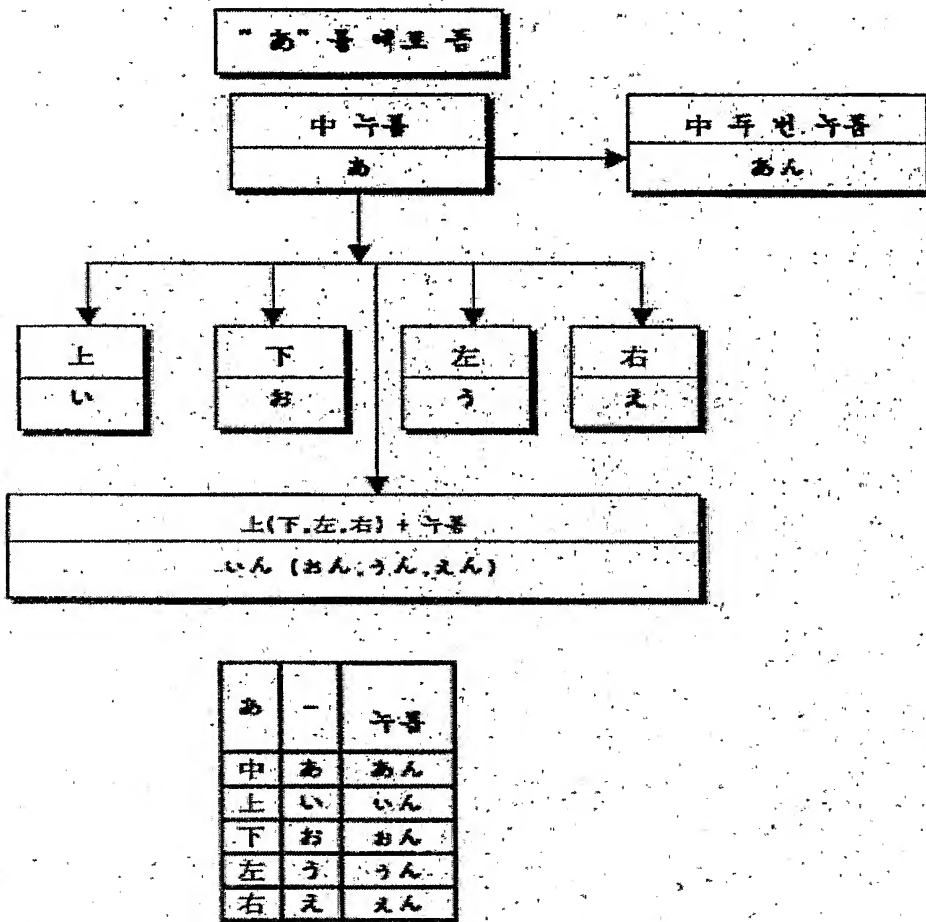 "あ"를 예로 듬
中 누름
あ
中 두 번 누름
あん
上
い
下
お
左
う
右
え
上(下.左.右) + 누름
いん (おん.うん.えん)
あ - 누름
中 あ あん
上 い いん
下 お おん
左 う うん
右 え えん